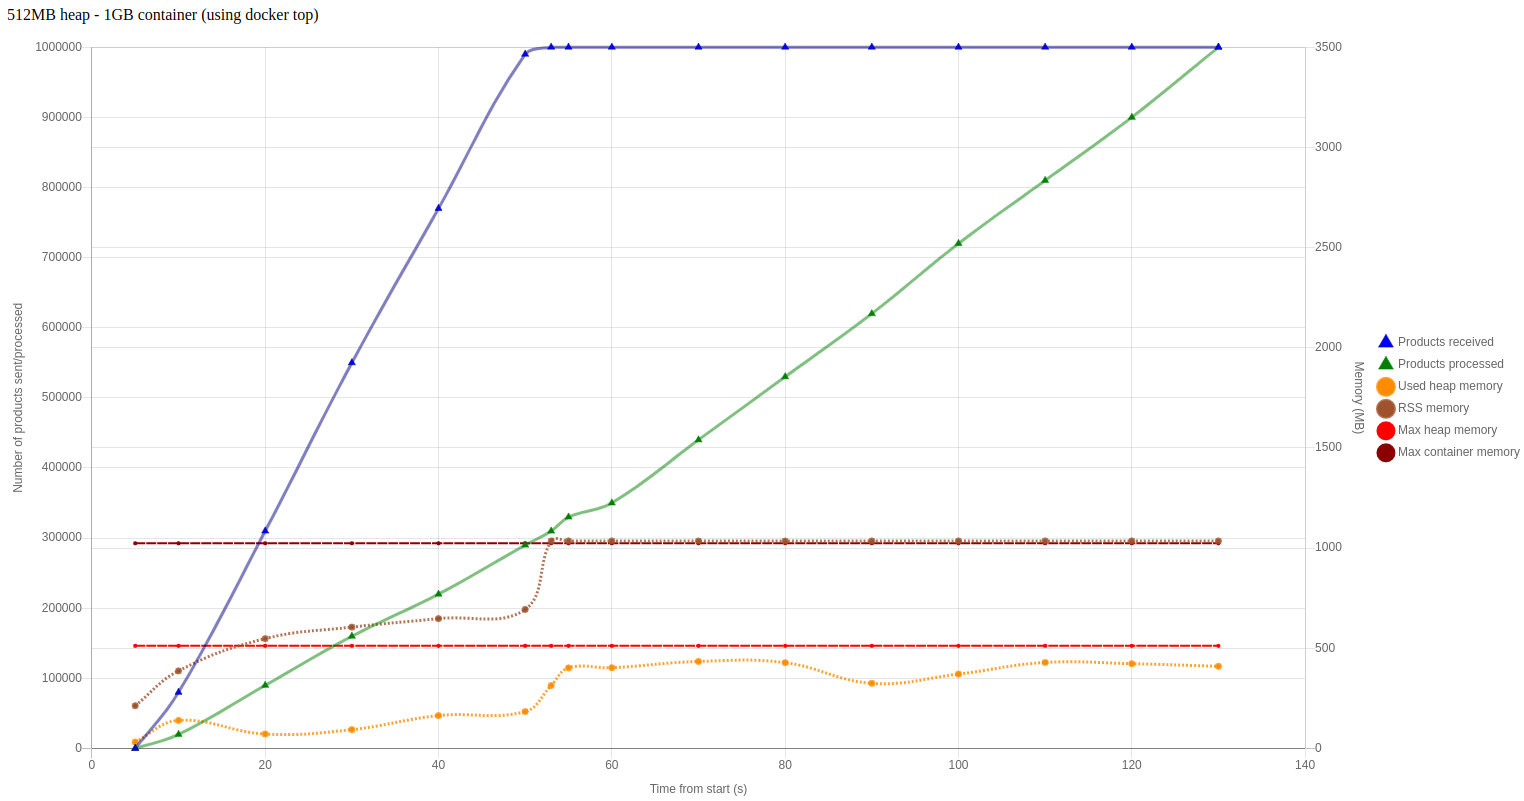 512MB heap - 1GB container (using docker top)
1000000
900000
800000
700000
600000
500000
400000
300000
200000
100000
0
Number of products sent/processed
3500
3000
2500
2000
1500
1000
500
0
Memory (MB)
0 20 40 60 80 100 120 140
Time from start (s)
Products received
Products processed
Used heap memory
RSS memory
Max heap memory
Max container memory